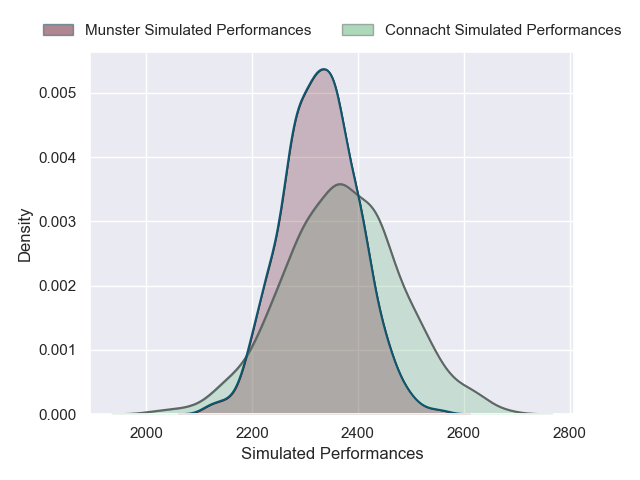 Munster Simulated Performances
Connacht Simulated Performances
Density
0.005
0.004
0.003
0.002
0.001
0.000
2000
2200
2400
2600
2800
Simulated Performances